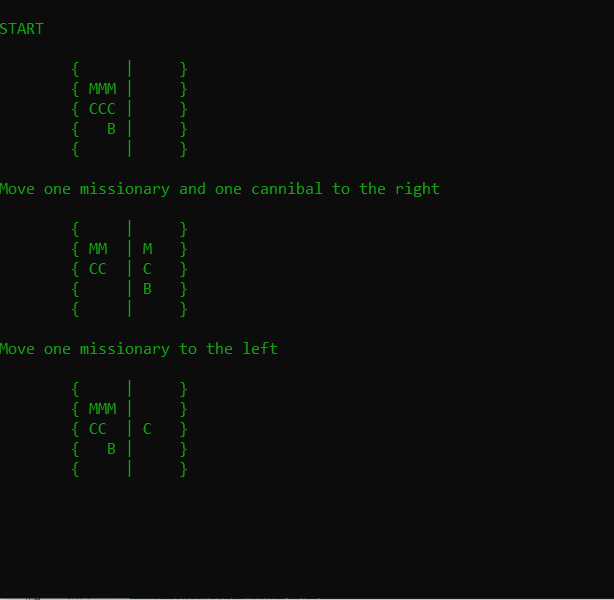 START
{     |     }
{ MMM |     }
{ CCC |     }
{   B |     }
{     |     }
Move one missionary and one cannibal to the right
{     |     }
{ MM  | M   }
{ CC  | C   }
{     | B   }
{     |     }
Move one missionary to the left
{     |     }
{ MMM |     }
{ CC  | C   }
{   B |     }
{     |     }